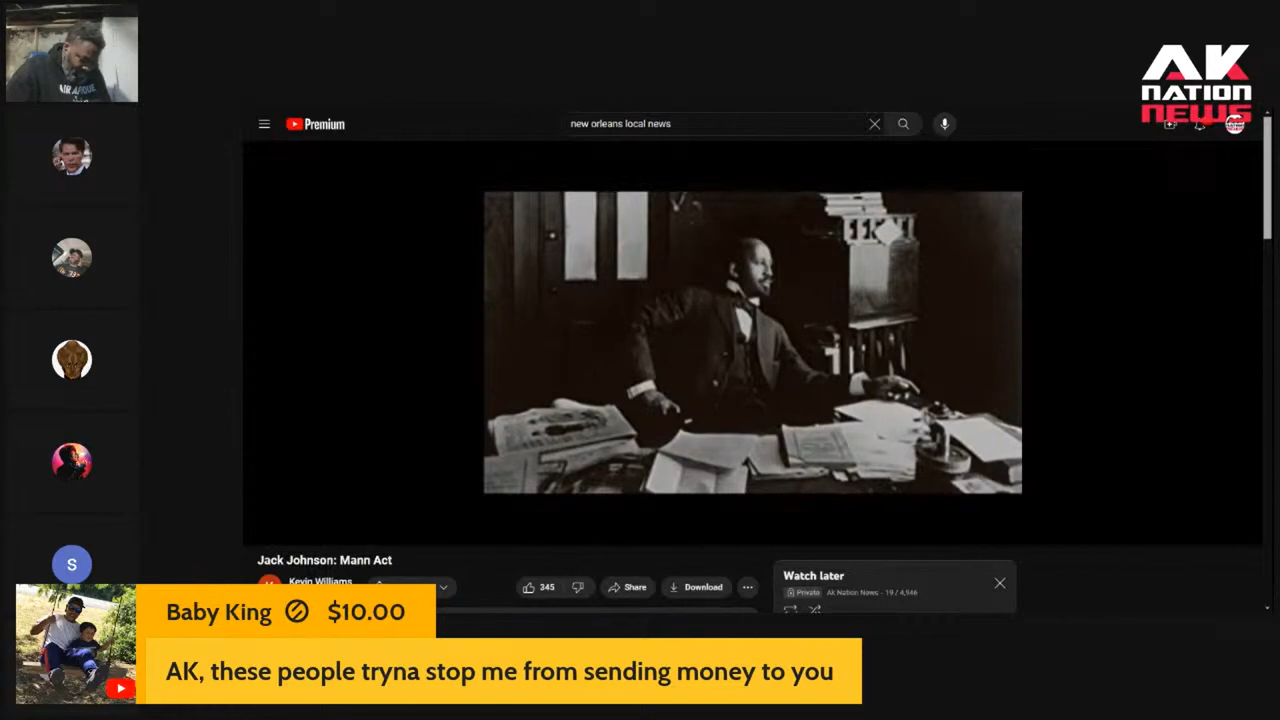 AIR AFRIQUE
AK
NATION
NEWS
Premium
new orleans local news
Jack Johnson: Mann Act
Kevin Williams
345
Share
Download
Watch later
Private Ak Nation News - 19 / 4,546
S
Baby King $10.00
AK, these people tryna stop me from sending money to you